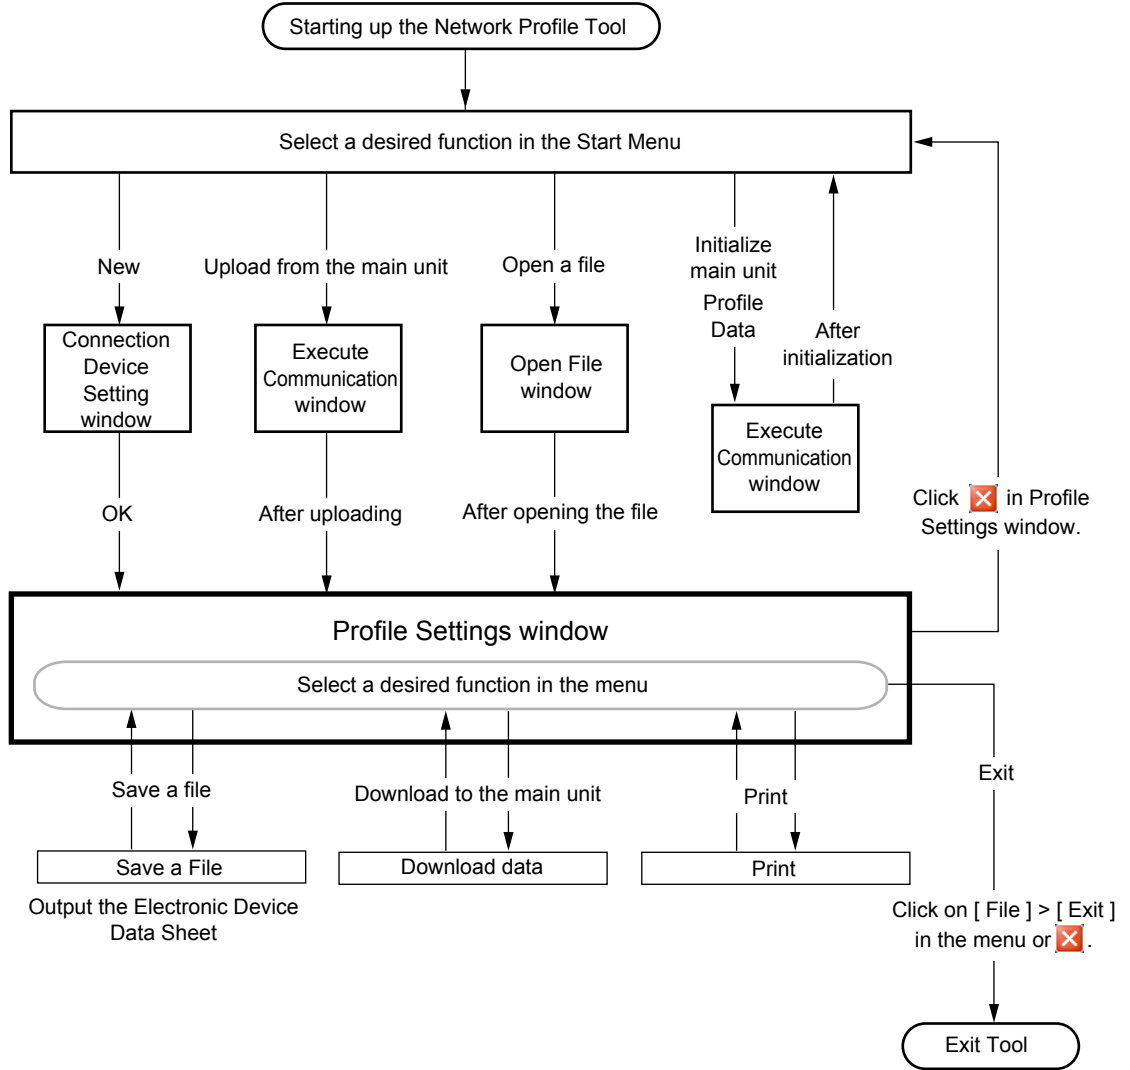 Starting up the Network Profile Tool
Select a desired function in the Start Menu
New
Upload from the main unit
Open a file
Initialize
main unit
Profile
Data
After
initialization
Connection
Device
Setting
window
Execute
Communication
window
Open File
window
Execute
Communication
window
OK
After uploading
After opening the file
Click in Profile
Settings window.
Profile Settings window
Select a desired function in the menu
Save a file
Download to the main unit
Print
Exit
Save a File
Download data
Print
Output the Electronic Device
Data Sheet
Click on [ File ] > [ Exit ]
in the menu or .
Exit Tool